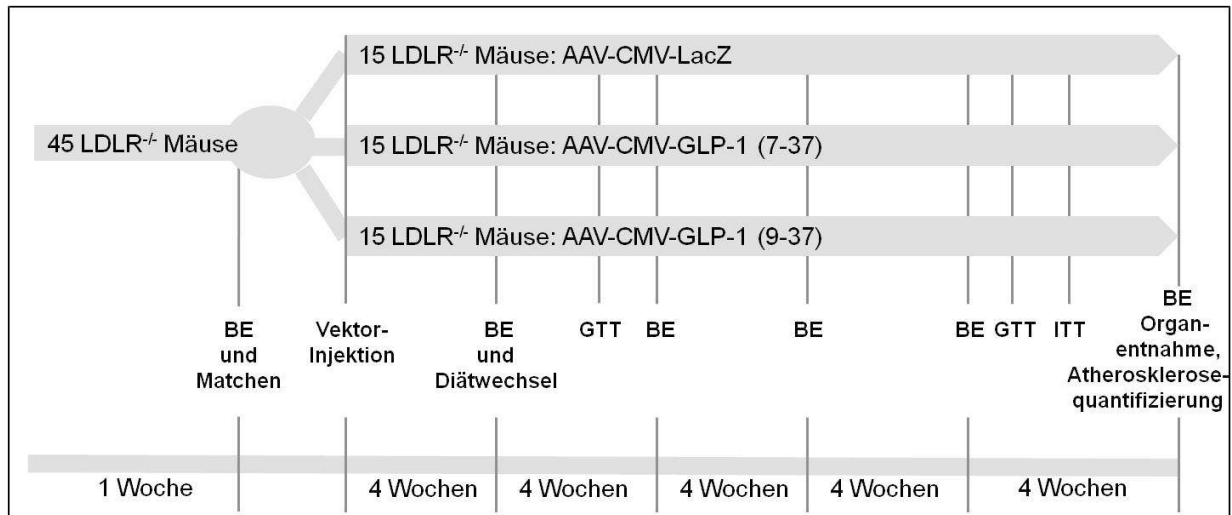 15 LDLR-/- Mäuse: AAV-CMV-LacZ
45 LDLR-/- Mäuse
15 LDLR-/- Mäuse: AAV-CMV-GLP-1 (7-37)
15 LDLR-/- Mäuse: AAV-CMV-GLP-1 (9-37)
BE
und
Matchen
Vektor-
Injektion
BE
und
Diätwechsel
GTT
BE
BE
BE
GTT
ITT
BE
Organ-
entnahme,
Atherosklerose-
quantifizierung
1 Woche
4 Wochen
4 Wochen
4 Wochen
4 Wochen
4 Wochen